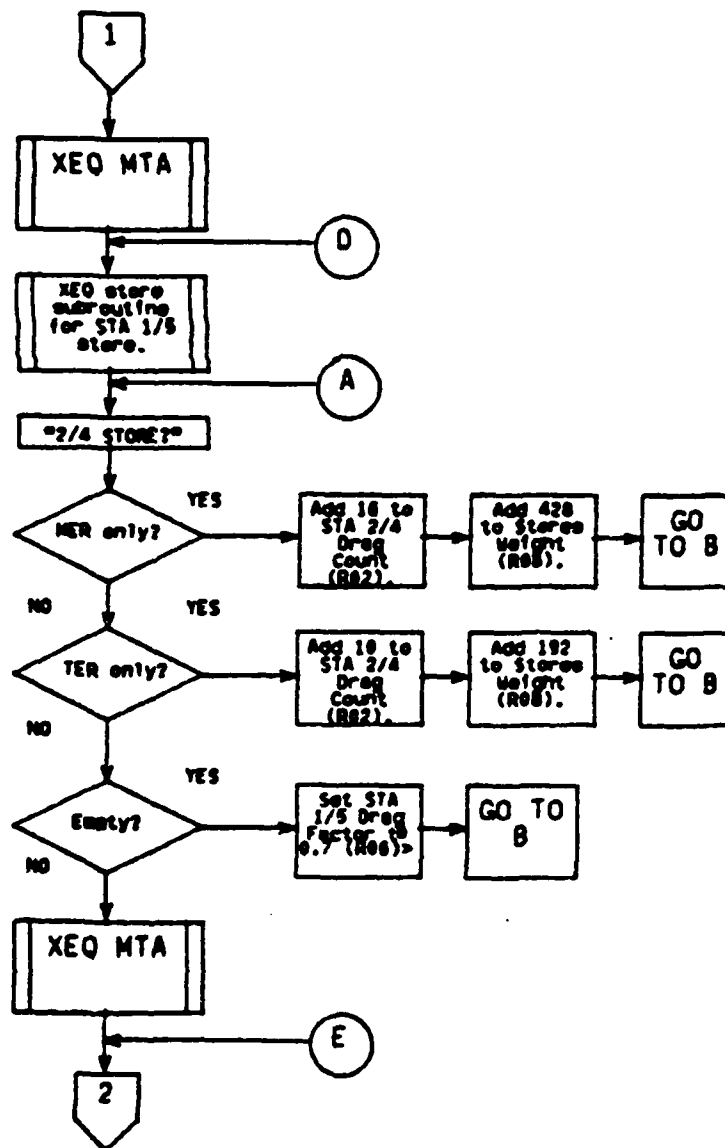 1
XEQ MTA
D
XEQ store
subroutine
for STA 1/5
store.
A
"2/4 STORE?"
MER only?
YES
Add 16 to
STA 2/4
Drag
Count
(R02).
Add 428
to Stores
Weight
(R08).
GO
TO B
NO
TER only?
YES
Add 10 to
STA 2/4
Drag
Count
(R02).
Add 192
to Stores
Weight
(R08).
GO
TO B
NO
Empty?
YES
Set STA
1/5 Drag
Factor to
0.7 (R06)>
GO TO
B
NO
XEQ MTA
E
2